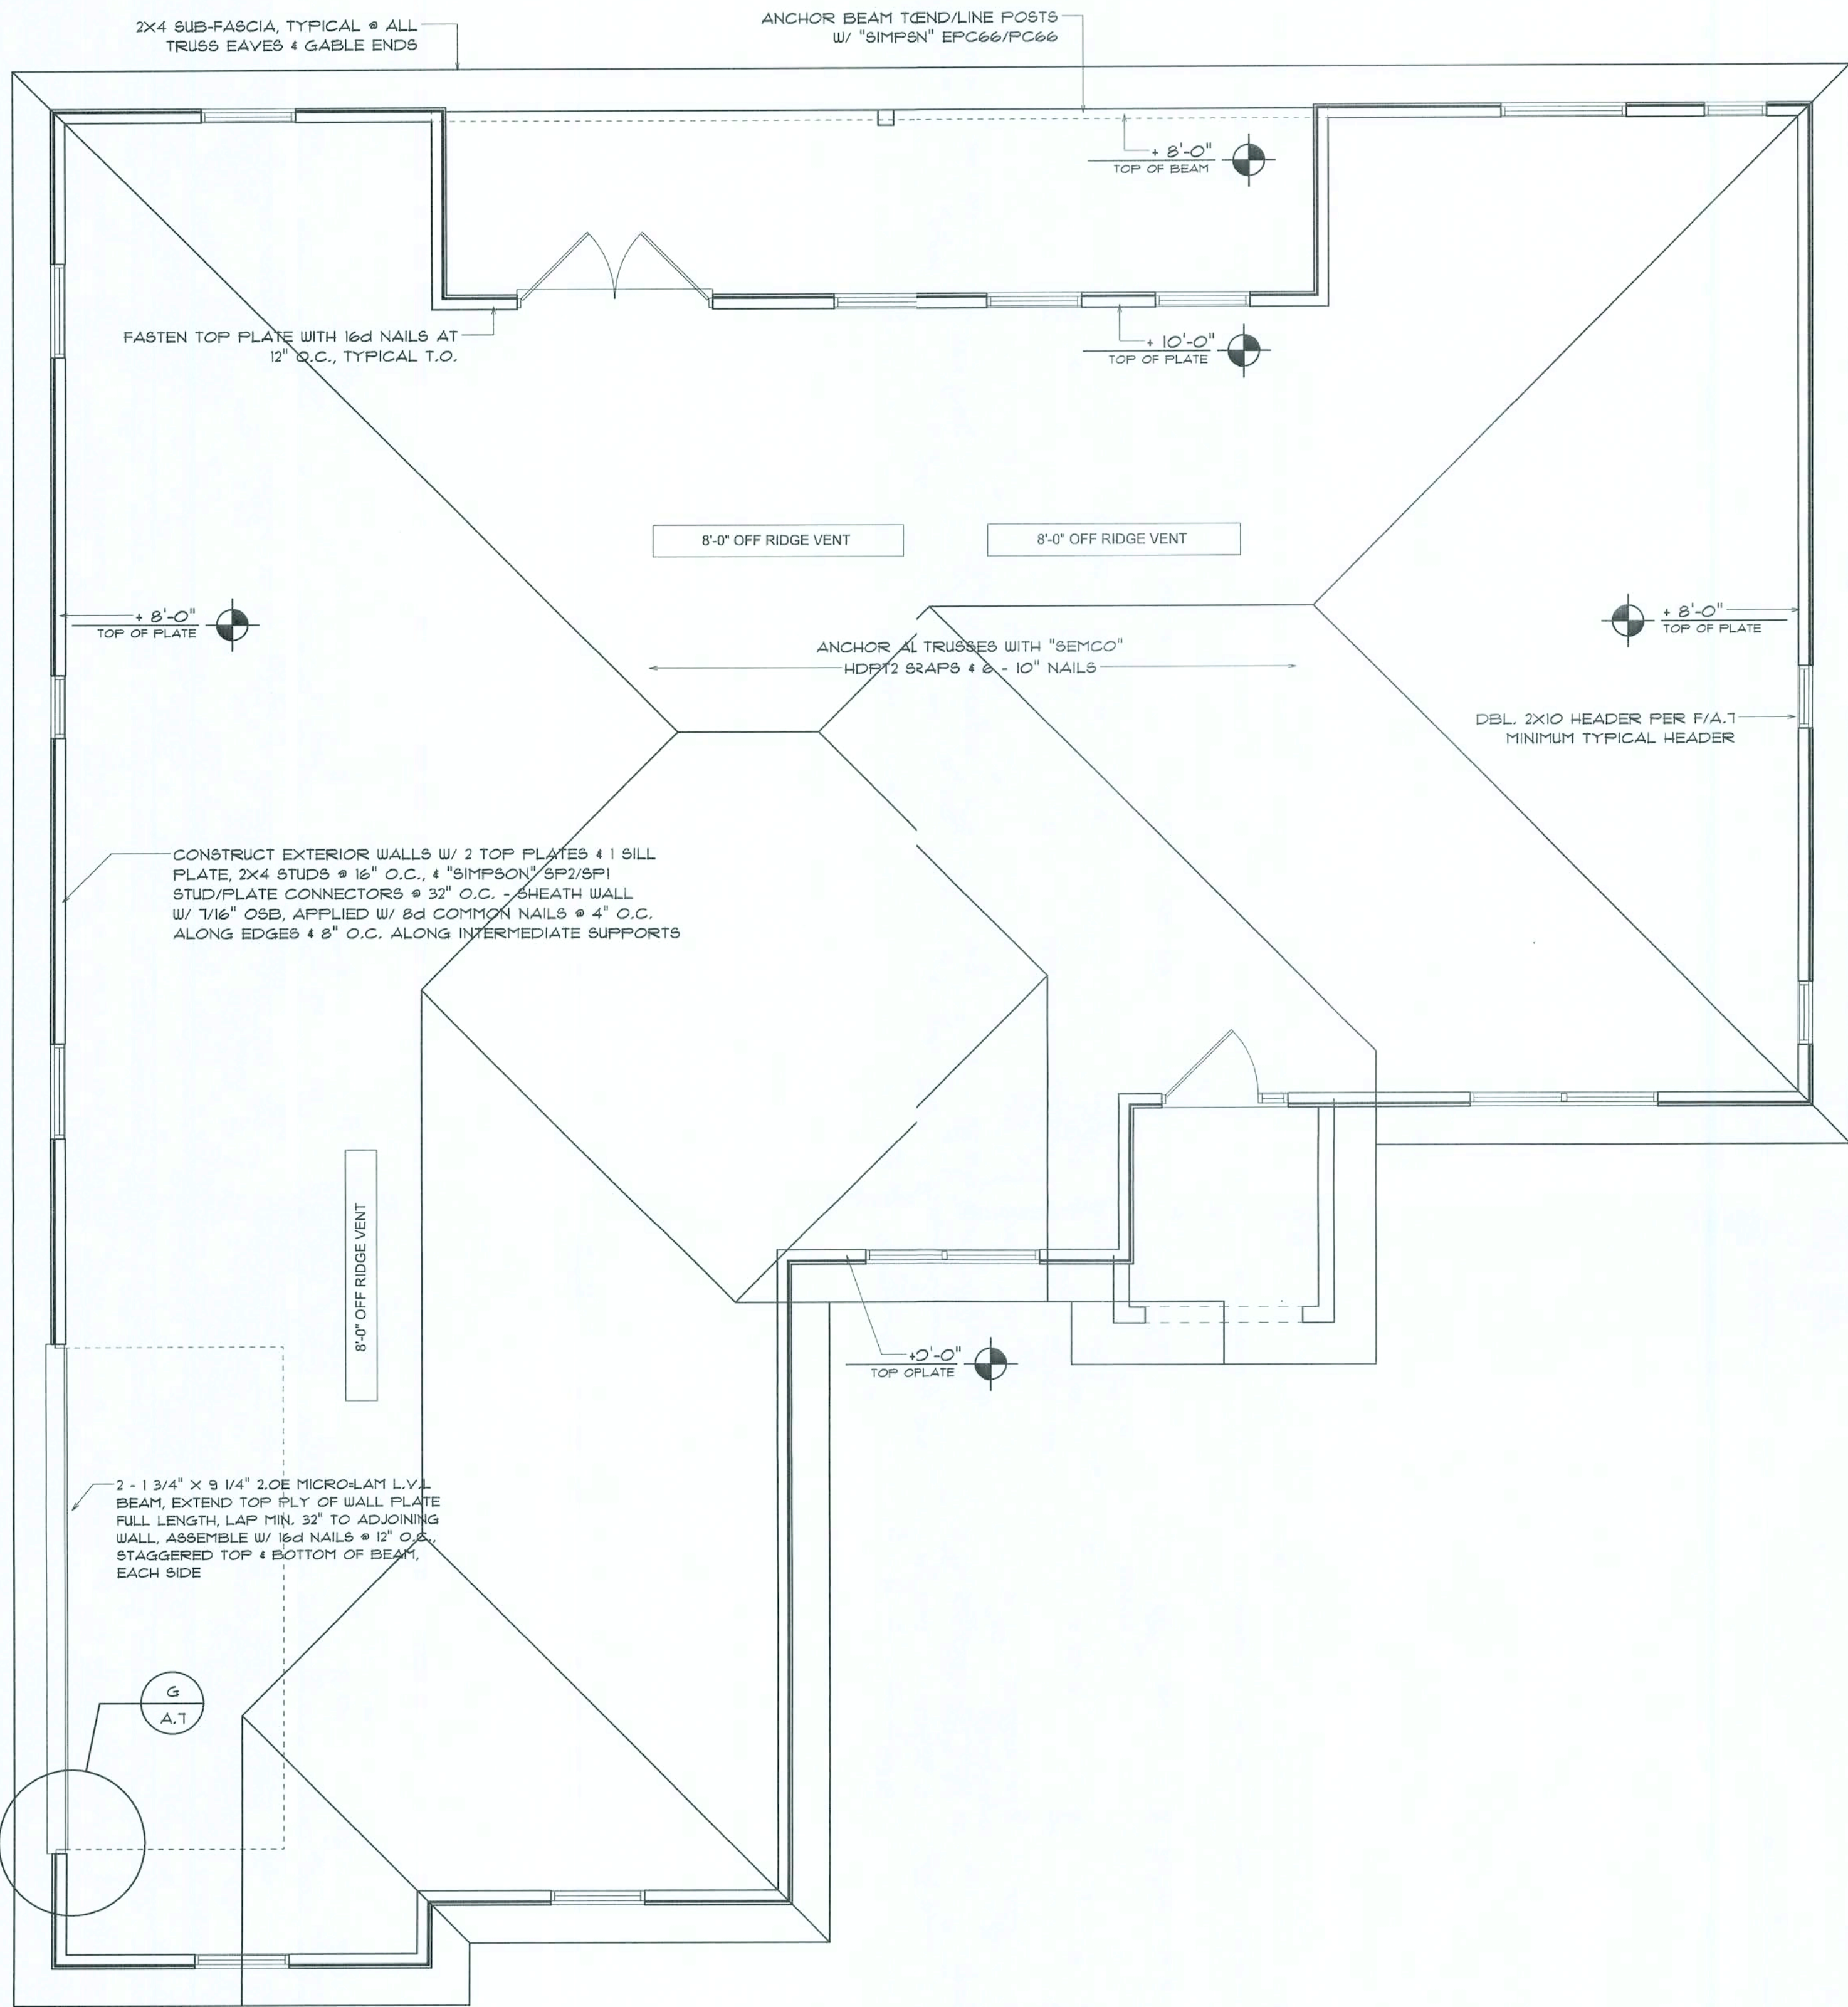 2X4 SUB-FASCIA, TYPICAL @ ALL
TRUSS EAVES & GABLE ENDS
ANCHOR BEAM TŒND/LINE POSTS
W/ "SIMPSN" EPC66/PC66
+ 8'-0"
TOP OF BEAM
FASTEN TOP PLATE WITH 16d NAILS AT
12" O.C., TYPICAL T.O.
+ 10'-0"
TOP OF PLATE
8'-0" OFF RIDGE VENT
8'-0" OFF RIDGE VENT
+ 8'-0"
TOP OF PLATE
+ 8'-0"
TOP OF PLATE
ANCHOR AL TRUSSES WITH "SEMCO"
HDPT2 SRAPS & 6 - 10" NAILS
DBL. 2X10 HEADER PER F/A.7
MINIMUM TYPICAL HEADER
CONSTRUCT EXTERIOR WALLS W/ 2 TOP PLATES & 1 SILL
PLATE, 2X4 STUDS @ 16" O.C., & "SIMPSON" SP2/SP1
STUD/PLATE CONNECTORS @ 32" O.C. - SHEATH WALL
W/ 7/16" OSB, APPLIED W/ 8d COMMON NAILS @ 4" O.C.
ALONG EDGES & 8" O.C. ALONG INTERMEDIATE SUPPORTS
8'-0" OFF RIDGE VENT
+0'-0"
TOP OPLATE
2 - 1 3/4" X 9 1/4" 2.0E MICRO=LAM L.V.L
BEAM, EXTEND TOP PLY OF WALL PLATE
FULL LENGTH, LAP MIN. 32" TO ADJOINING
WALL, ASSEMBLE W/ 16d NAILS @ 12" O.C.,
STAGGERED TOP & BOTTOM OF BEAM,
EACH SIDE
G
A.7